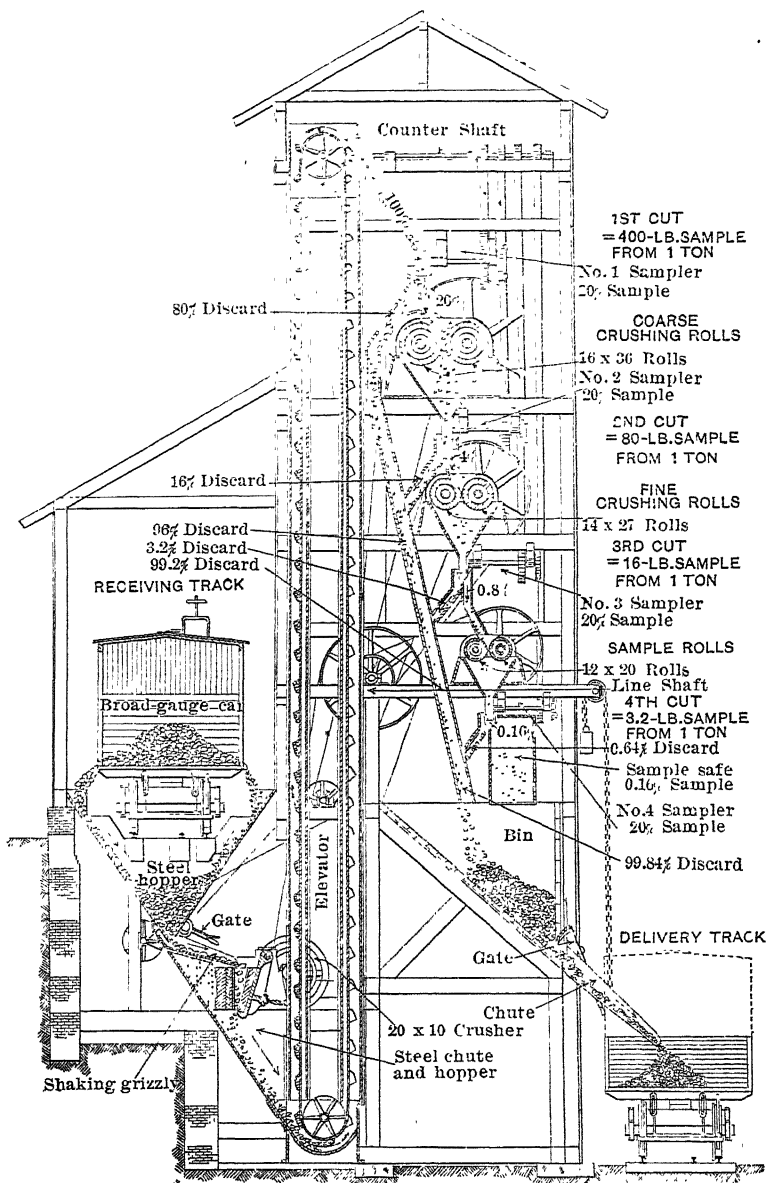 Counter Shaft
100%
1ST CUT
=400-LB.SAMPLE
FROM 1 TON
No. 1 Sampler
20% Sample
80% Discard
20%
COARSE
CRUSHING ROLLS
16 x 36 Rolls
No. 2 Sampler
20% Sample
2ND CUT
=80-LB.SAMPLE
FROM 1 TON
4%
16% Discard
FINE
CRUSHING ROLLS
14 x 27 Rolls
96% Discard
3.2% Discard
99.2% Discard
3RD CUT
=16-LB.SAMPLE
FROM 1 TON
0.8%
No. 3 Sampler
20% Sample
RECEIVING TRACK
SAMPLE ROLLS
12 x 20 Rolls
Line Shaft
4TH CUT
=3.2-LB.SAMPLE
FROM 1 TON
Broad-gauge-car
0.16%
0.64% Discard
Sample safe
0.16% Sample
No.4 Sampler
20% Sample
Bin
99.84% Discard
Steel
hopper
Elevator
Gate
DELIVERY TRACK
Gate
Chute
20 x 10 Crusher
Steel chute
and hopper
Shaking grizzly